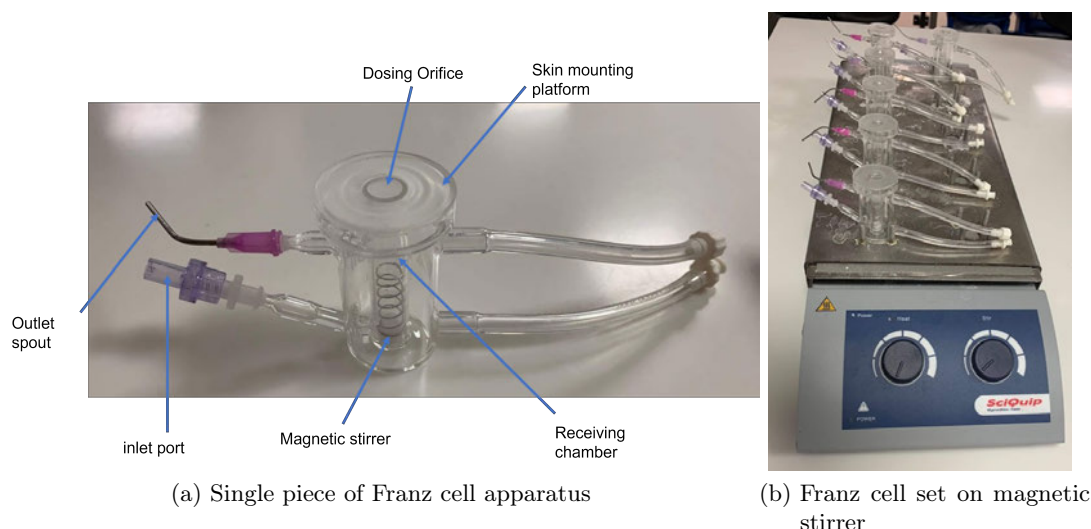 Dosing Orifice
Skin mounting
platform
Outlet
spout
inlet port
Magnetic stirrer
Receiving
chamber
Power
Heat
Stir
SciQuip
POWER
(a) Single piece of Franz cell apparatus
(b) Franz cell set on magnetic
stirrer